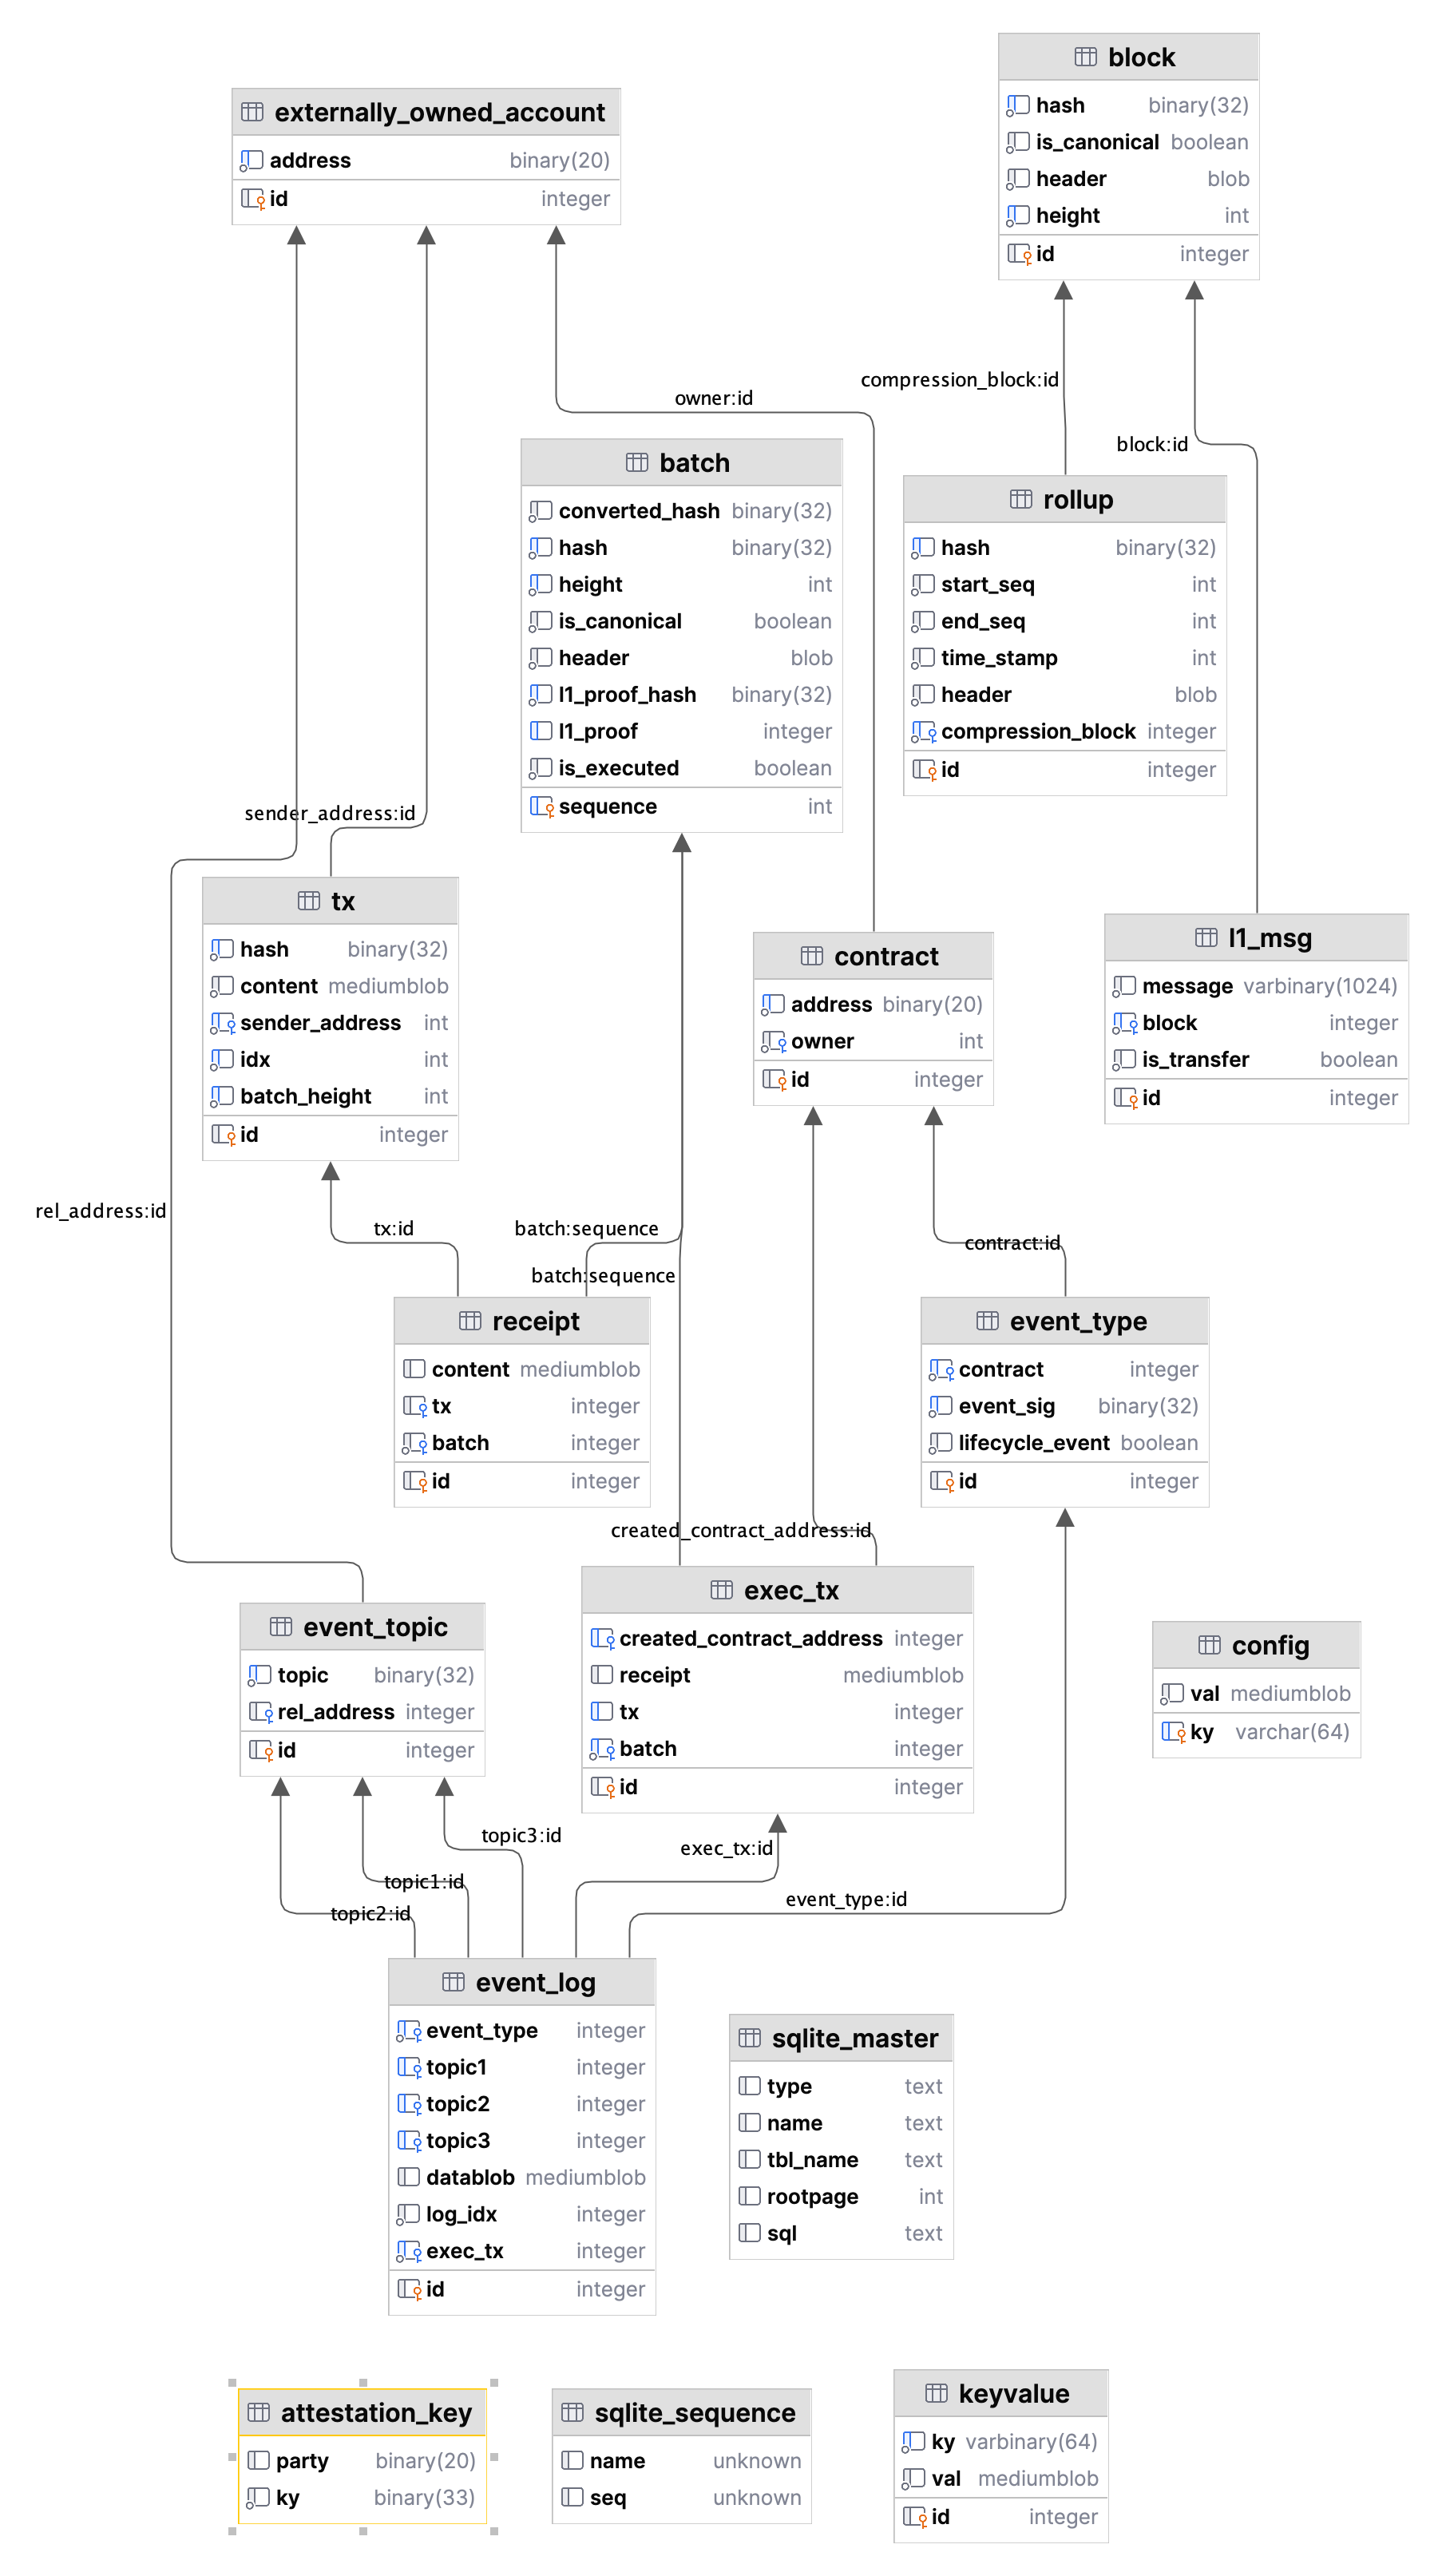 block
hash binary(32)
is_canonical boolean
header blob
height int
id integer
externally_owned_account
address binary(20)
id integer
compression_block:id
owner:id
block:id
batch
converted_hash binary(32)
hash binary(32)
height int
is_canonical boolean
header blob
l1_proof_hash binary(32)
l1_proof integer
is_executed boolean
sequence int
rollup
hash binary(32)
start_seq int
end_seq int
time_stamp int
header blob
compression_block integer
id integer
sender_address:id
tx
hash binary(32)
content mediumblob
sender_address int
idx int
batch_height int
id integer
contract
address binary(20)
owner int
id integer
l1_msg
message varbinary(1024)
block integer
is_transfer boolean
id integer
rel_address:id
tx:id
batch:sequence
contract:id
batch:sequence
receipt
content mediumblob
tx integer
batch integer
id integer
event_type
contract integer
event_sig binary(32)
lifecycle_event boolean
id integer
created_contract_address:id
event_topic
topic binary(32)
rel_address integer
id integer
exec_tx
created_contract_address integer
receipt mediumblob
tx integer
batch integer
id integer
config
val mediumblob
ky varchar(64)
topic3:id
exec_tx:id
topic1:id
event_type:id
topic2:id
event_log
event_type integer
topic1 integer
topic2 integer
topic3 integer
datablob mediumblob
log_idx integer
exec_tx integer
id integer
sqlite_master
type text
name text
tbl_name text
rootpage int
sql text
attestation_key
party binary(20)
ky binary(33)
sqlite_sequence
name unknown
seq unknown
keyvalue
ky varbinary(64)
val mediumblob
id integer